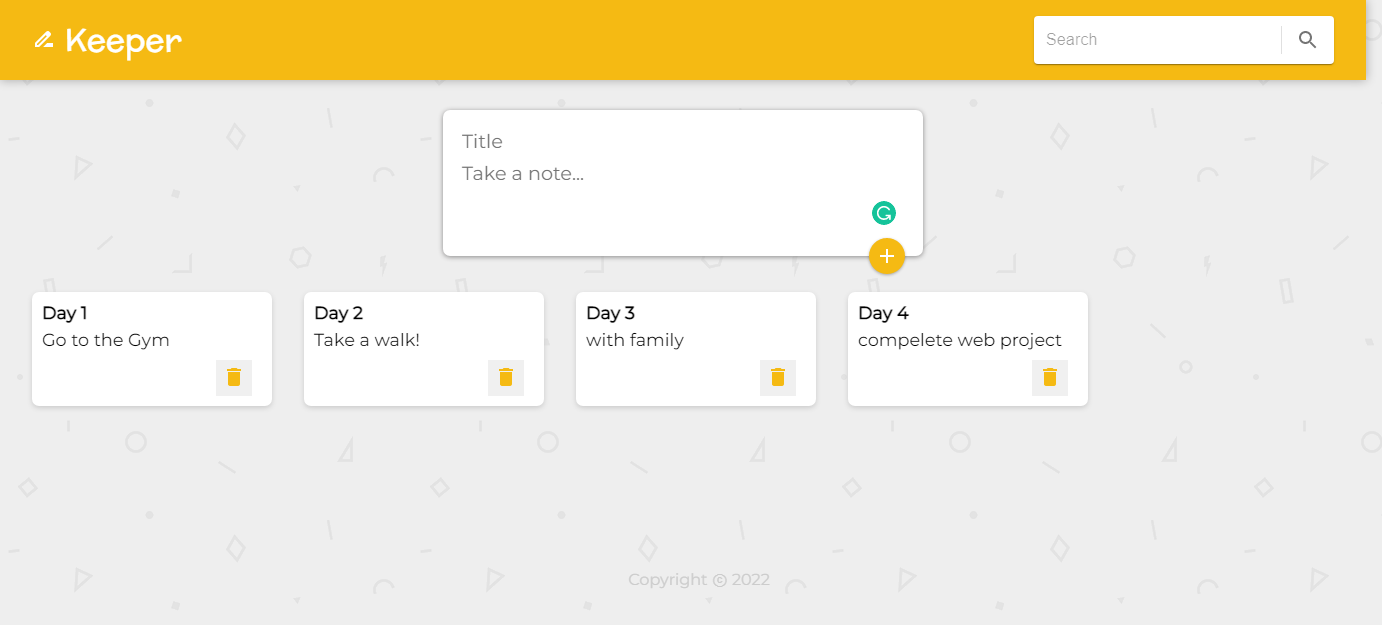 Keeper
Search
Title
Take a note...
Day 1
Go to the Gym
Day 2
Take a walk!
Day 3
with family
Day 4
compelete web project
Copyright © 2022